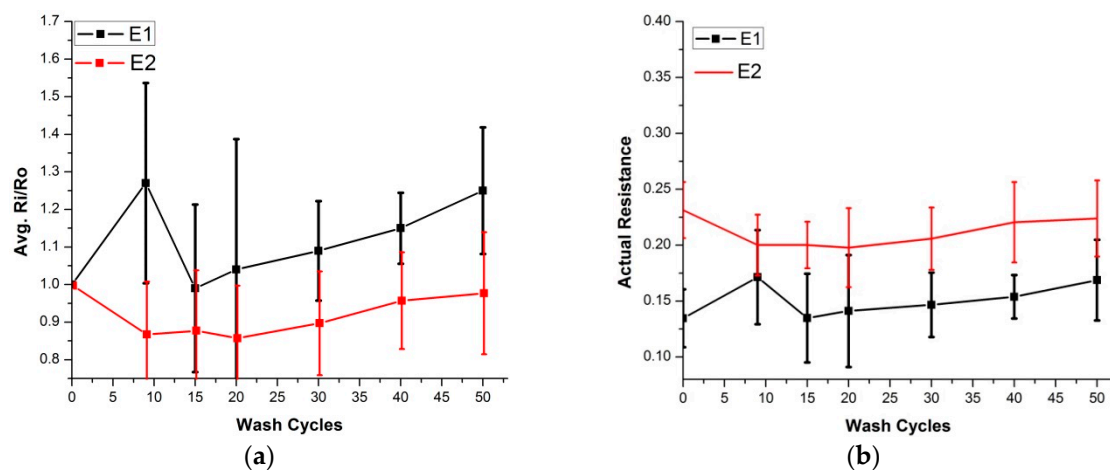 E1
E2
1.7
1.6
1.5
1.4
1.3
1.2
1.1
1.0
0.9
0.8
Avg. Ri/Ro
0 5 10 15 20 25 30 35 40 45 50
Wash Cycles
(a)
E1
E2
0.40
0.35
0.30
0.25
0.20
0.15
0.10
Actual Resistance
0 5 10 15 20 25 30 35 40 45 50
Wash Cycles
(b)